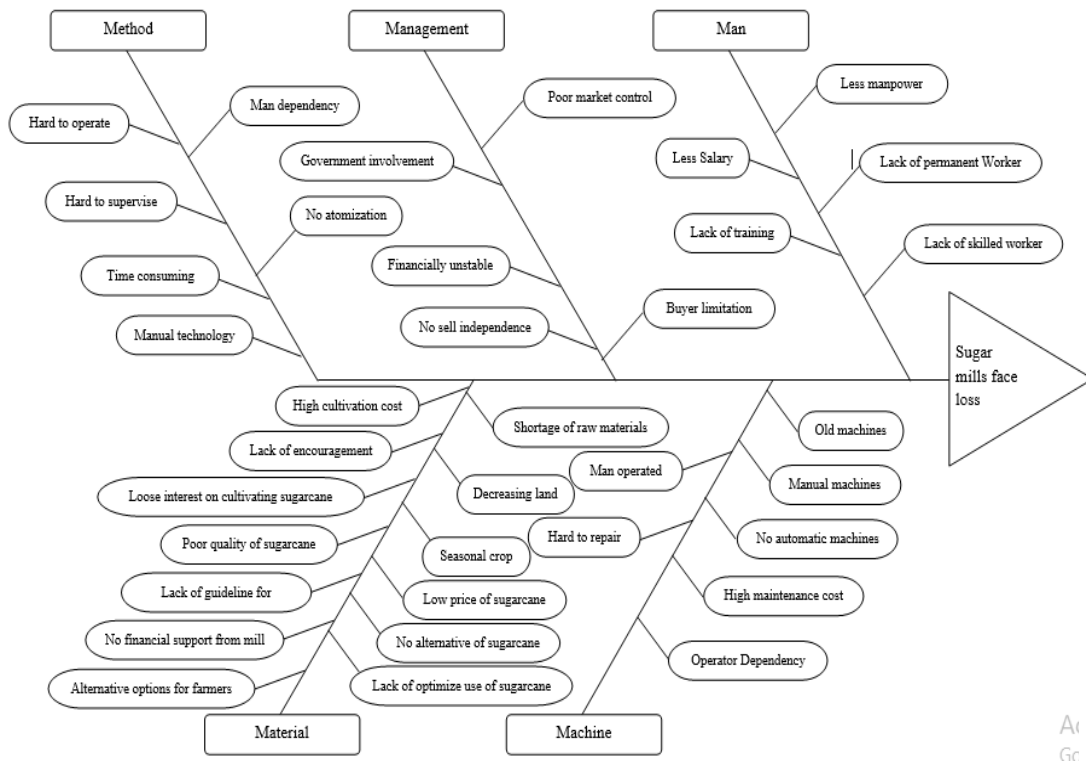 Method
Management
Man
Hard to operate
Man dependency
Hard to supervise
No atomization
Time consuming
Manual technology
Poor market control
Government involvement
Financially unstable
No sell independence
Buyer limitation
Less manpower
Less Salary
Lack of permanent Worker
Lack of training
Lack of skilled worker
Sugar
mills face
loss
High cultivation cost
Shortage of raw materials
Lack of encouragement
Loose interest on cultivating sugarcane
Decreasing land
Poor quality of sugarcane
Seasonal crop
Lack of guideline for
Low price of sugarcane
No financial support from mill
No alternative of sugarcane
Alternative options for farmers
Lack of optimize use of sugarcane
Old machines
Man operated
Manual machines
Hard to repair
No automatic machines
High maintenance cost
Operator Dependency
Material
Machine